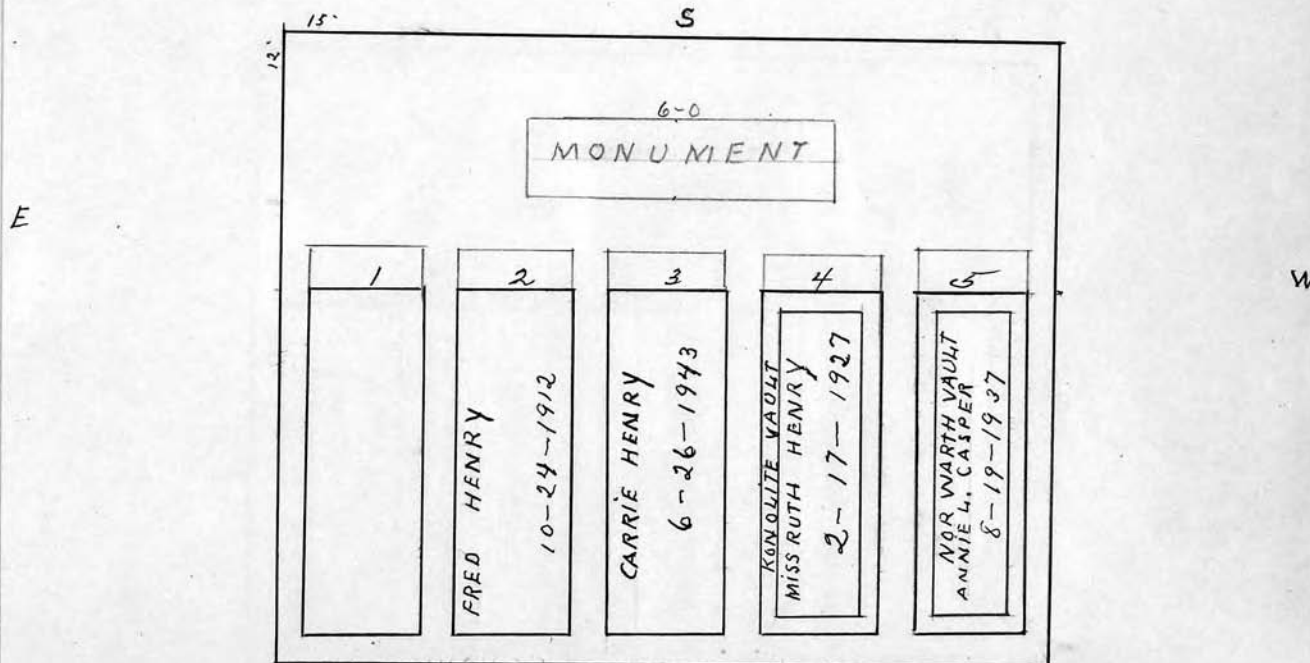 15' S
12'
6-0
MONUMENT
E
W
1 2 3 4 5
FRED HENRY
10-24-1912
CARRIE HENRY
6-26-1943
KONOLITE VAULT
MISS RUTH HENRY
2-17-1927
NOR WARTH VAULT
ANNIE L. CASPER
8-19-1937